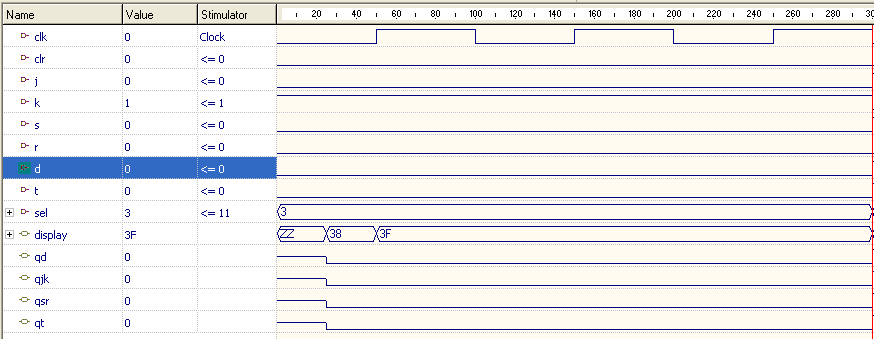 Name Value Stimulator 20 40 60 80 100 120 140 160 180 200 220 240 260 280 30
clk 0 Clock
clr 0 <= 0
j 0 <= 0
k 1 <= 1
s 0 <= 0
r 0 <= 0
d 0 <= 0
t 0 <= 0
sel 3 <= 11 3
display 3F ZZ 38 3F
qd 0
qjk 0
qsr 0
qt 0